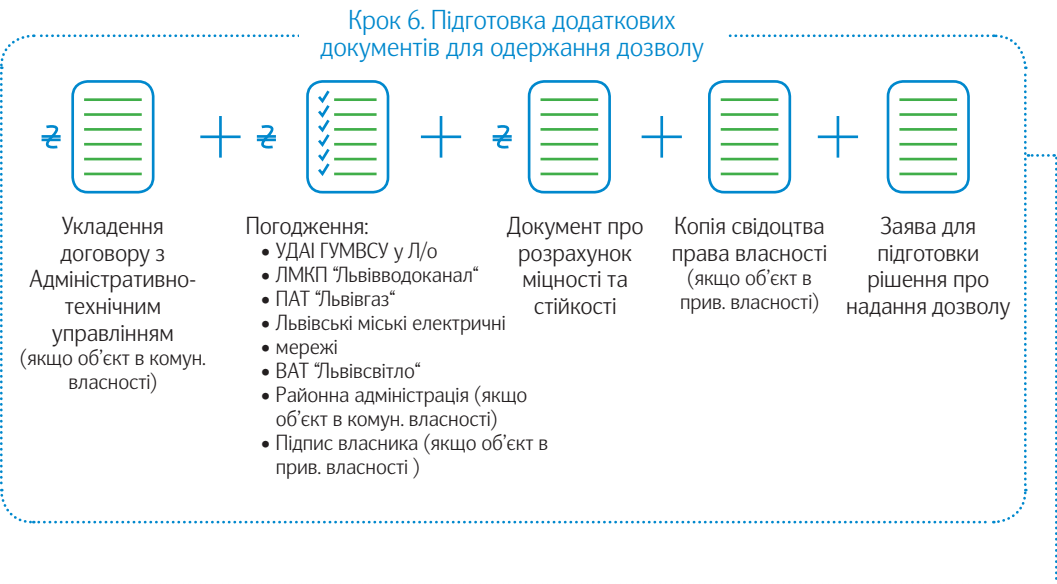 Крок 6. Підготовка додаткових
документів для одержання дозволу
₴
₴
₴
Укладення
договору з
Адміністративно-
технічним
управлінням
(якщо об’єкт в комун.
власності)
Погодження:
• УДАІ ГУМВСУ у Л/о
• ЛМКП “Львівводоканал“
• ПАТ “Львівгаз“
• Львівські міські електричні
• мережі
• ВАТ “Львівсвітло“
• Районна адміністрація (якщо
об’єкт в комун. власності)
• Підпис власника (якщо об’єкт в
прив. власності )
Документ про
розрахунок
міцності та
стійкості
Копія свідоцтва
права власності
(якщо об’єкт в
прив. власності)
Заява для
підготовки
рішення про
надання дозволу